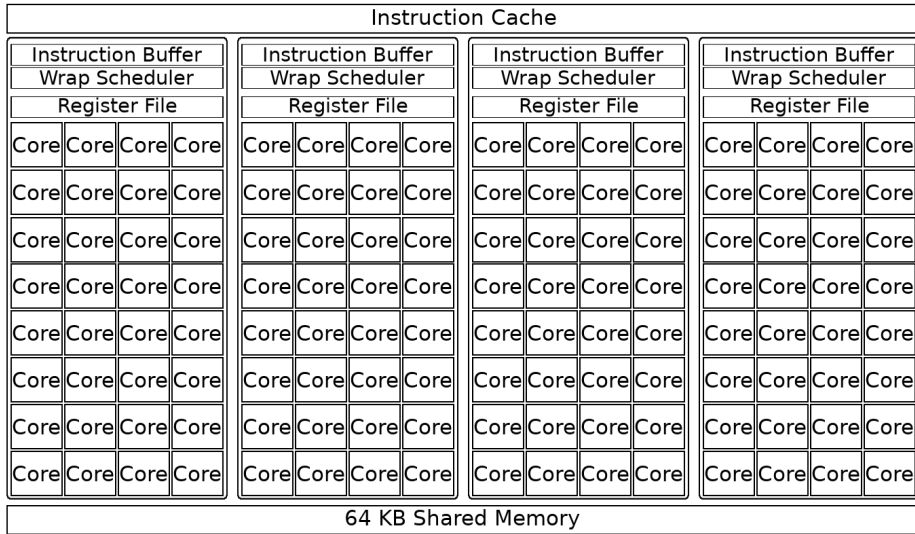 Instruction Cache
Instruction Buffer Instruction Buffer Instruction Buffer Instruction Buffer
Wrap Scheduler Wrap Scheduler Wrap Scheduler Wrap Scheduler
Register File Register File Register File Register File
Core Core Core Core Core Core Core Core Core Core Core Core Core Core Core Core
Core Core Core Core Core Core Core Core Core Core Core Core Core Core Core Core
Core Core Core Core Core Core Core Core Core Core Core Core Core Core Core Core
Core Core Core Core Core Core Core Core Core Core Core Core Core Core Core Core
Core Core Core Core Core Core Core Core Core Core Core Core Core Core Core Core
Core Core Core Core Core Core Core Core Core Core Core Core Core Core Core Core
Core Core Core Core Core Core Core Core Core Core Core Core Core Core Core Core
Core Core Core Core Core Core Core Core Core Core Core Core Core Core Core Core
64 KB Shared Memory